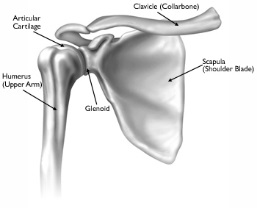 Clavicle (Collarbone)
Articular
Cartilage
Scapula
(Shoulder Blade)
Humerus
(Upper Arm)
Glenoid